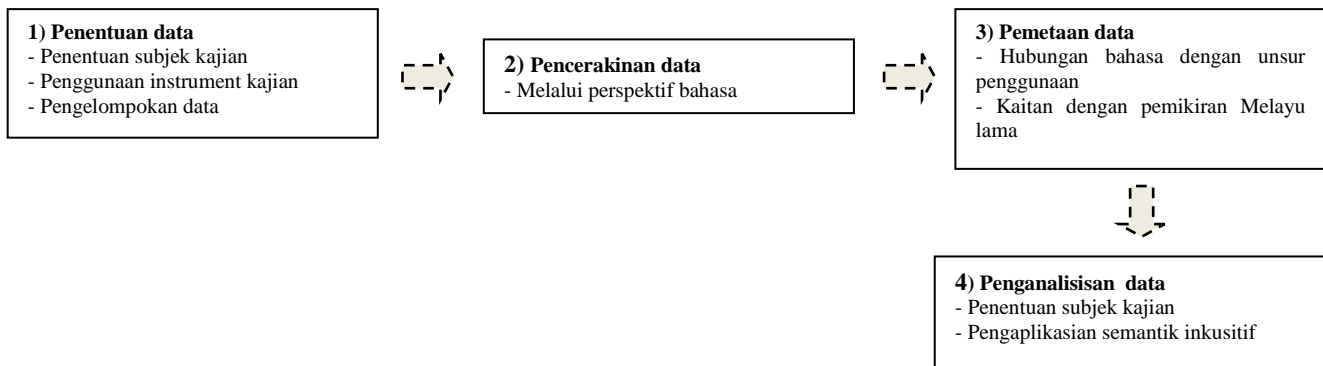 1) Penentuan data
- Penentuan subjek kajian
- Penggunaan instrument kajian
- Pengelompokan data
2) Pencerakinan data
- Melalui perspektif bahasa
3) Pemetaan data
- Hubungan bahasa dengan unsur
penggunaan
- Kaitan dengan pemikiran Melayu
lama
4) Penganalisisan data
- Penentuan subjek kajian
- Pengaplikasian semantik inkusitif